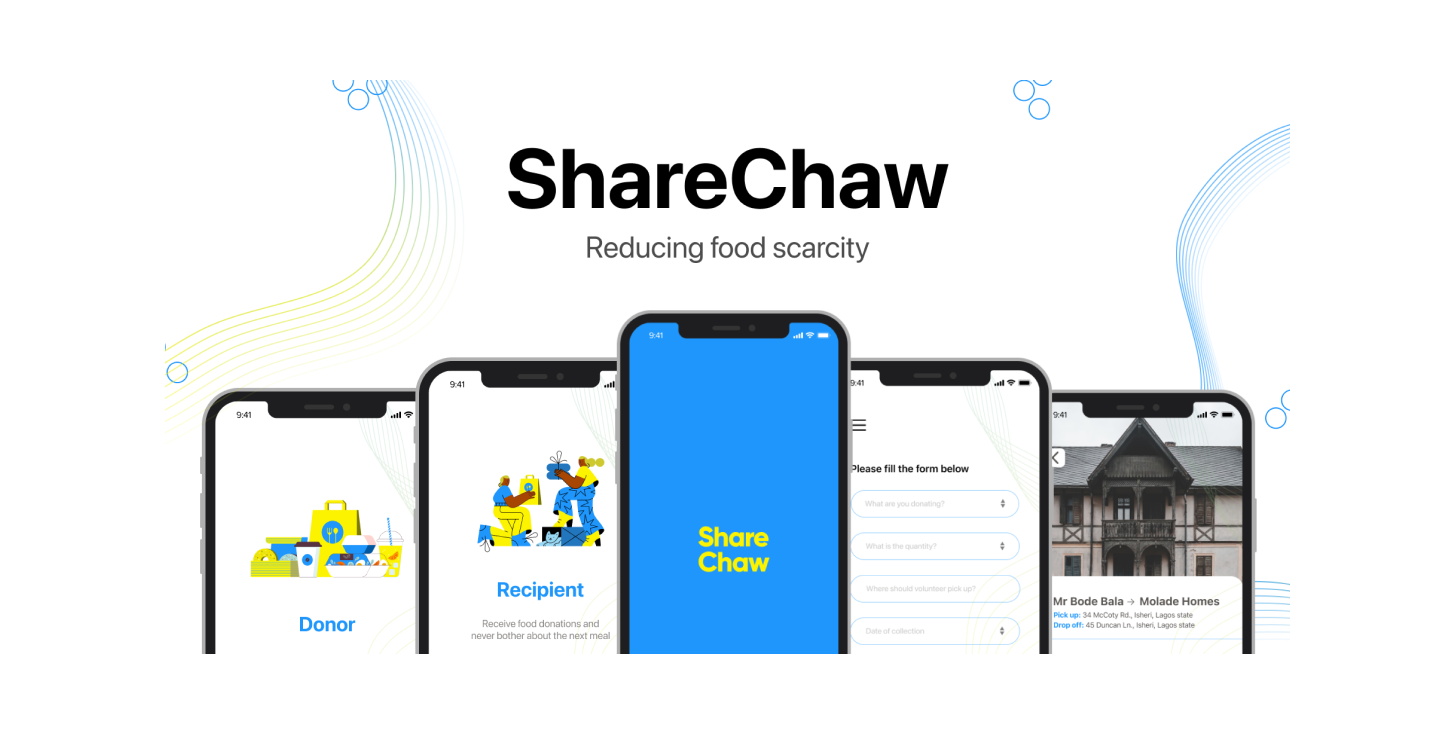 ShareChaw
Reducing food scarcity
9:41
Donor
9:41
Recipient
Receive food donations and
never bother about the next meal
9:41
Share
Chaw
9:41
Please fill the form below
What are you donating?
What is the quantity?
Where should volunteer pick up?
Date of collection
9:41
Mr Bode Bala → Molade Homes
Pick up: 34 McCoty Rd., Isheri, Lagos state
Drop off: 45 Duncan Ln., Isheri, Lagos state